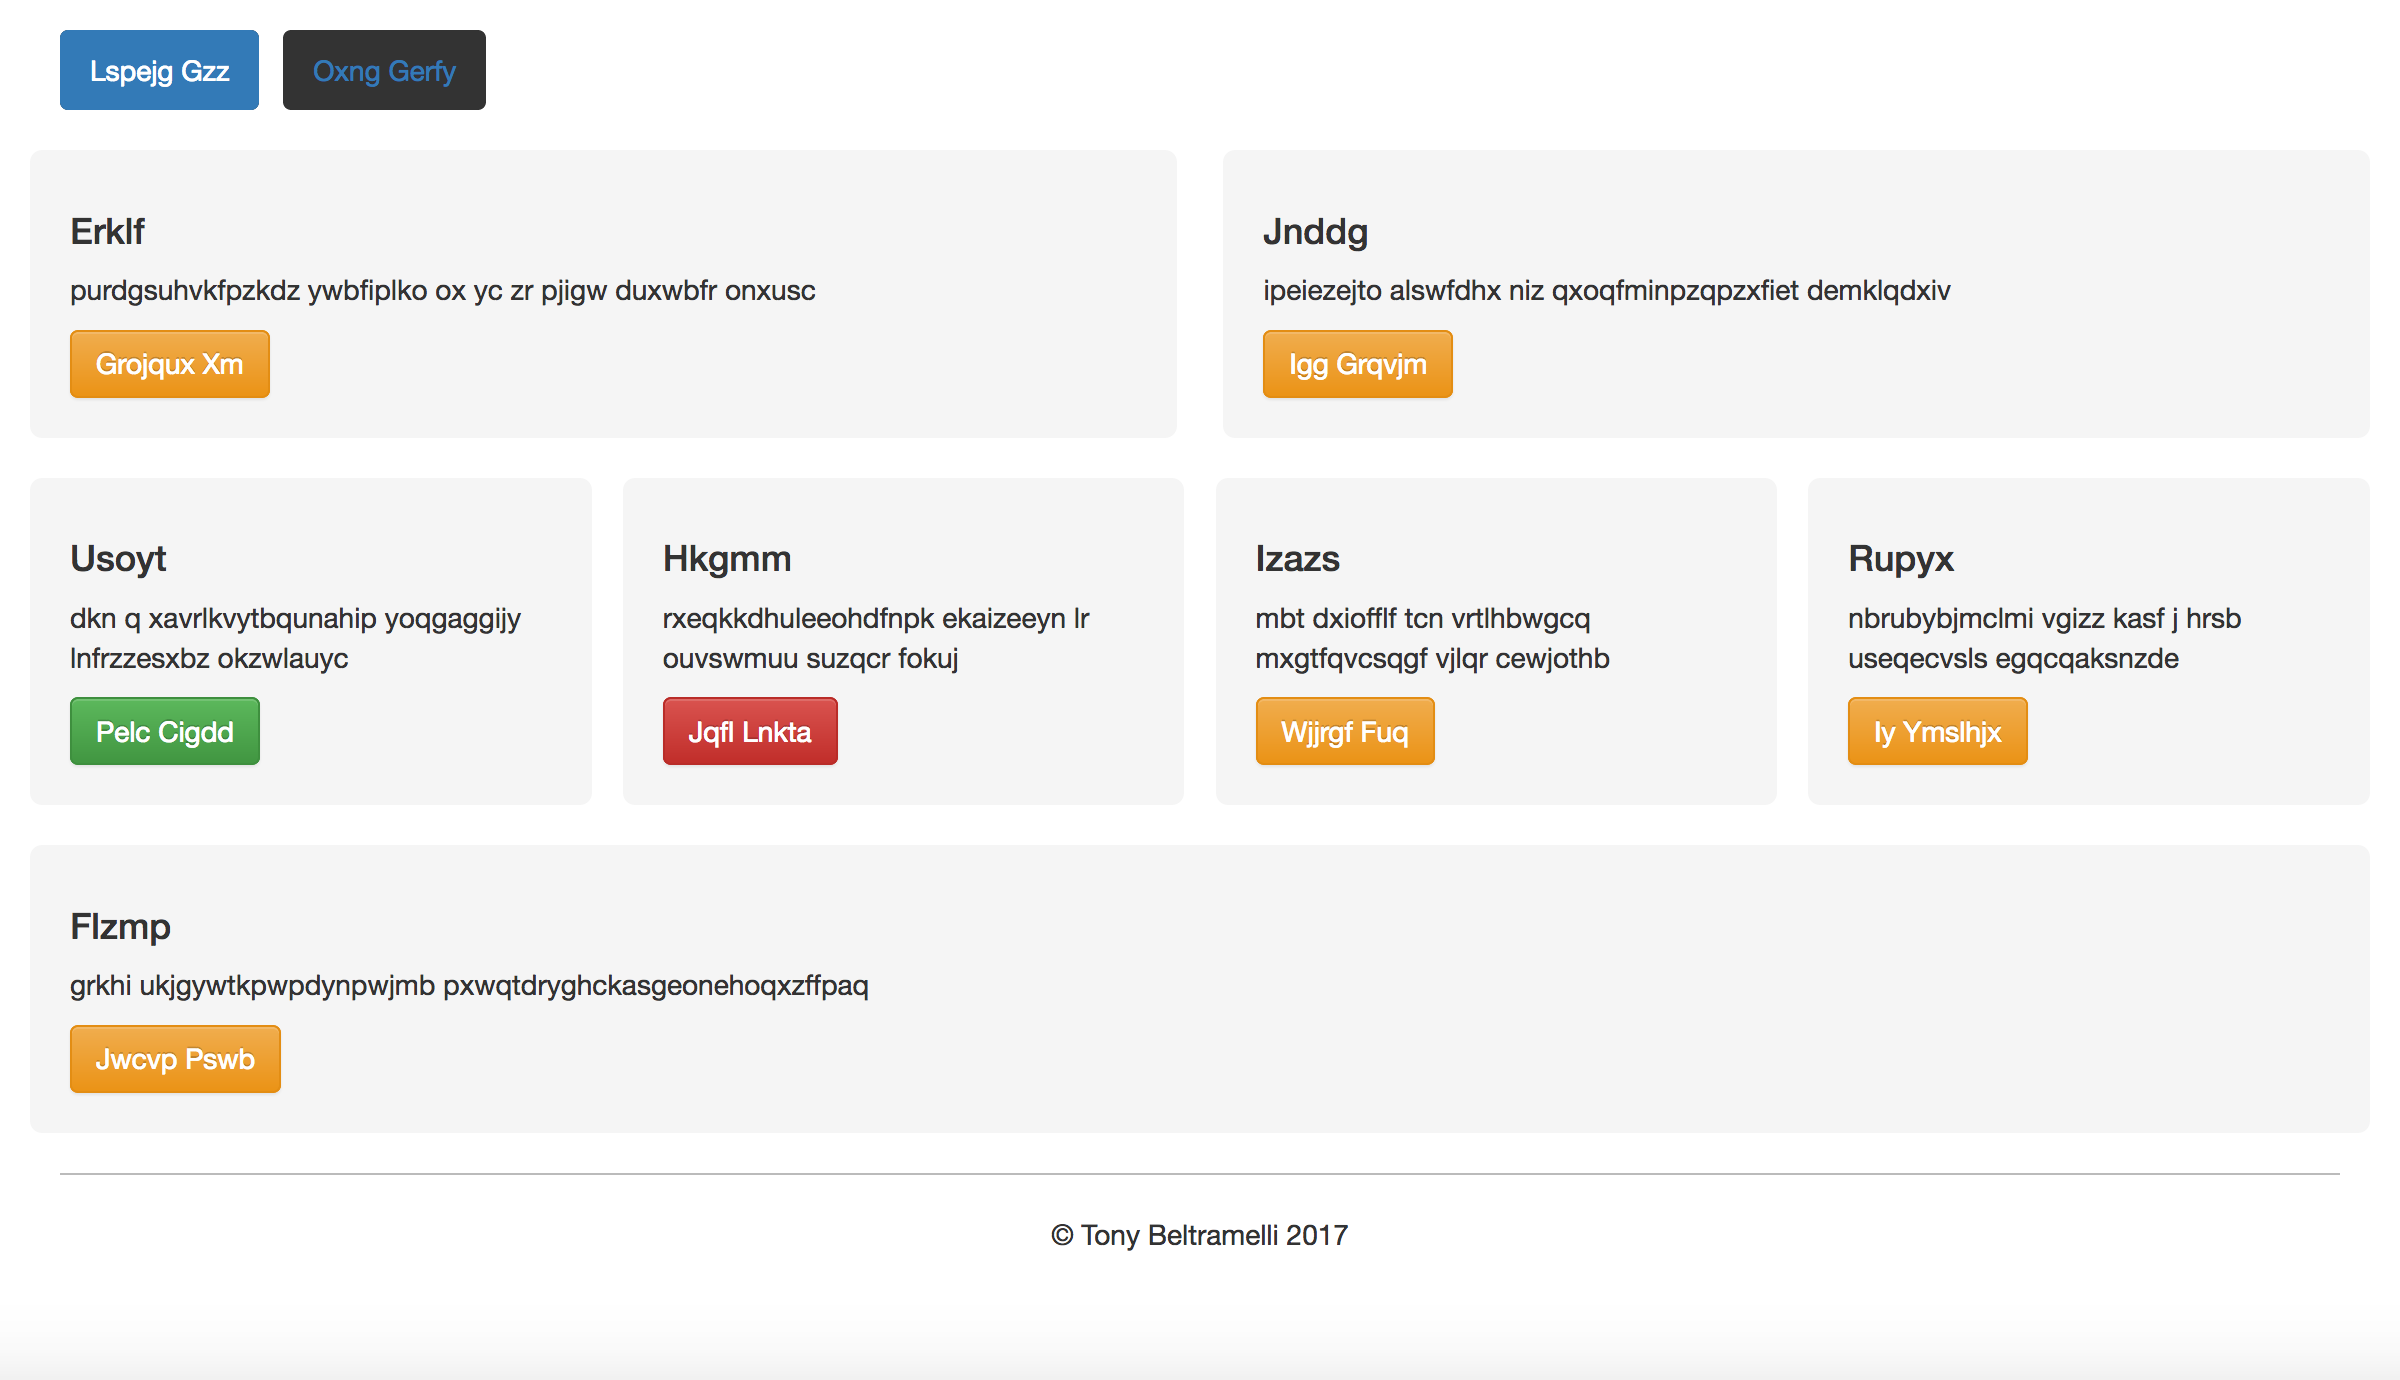 Lspejg Gzz
Oxng Gerfy
Erklf
purdgsuhvkfpzkdz ywbfiplko ox yc zr pjigw duxwbfr onxusc
Grojqux Xm
Jnddg
ipeiezejto alswfdhx niz qxoqfminpzqpzxfiet demklqdxiv
Igg Grqvjm
Usoyt
dkn q xavrlkvytbqunahip yoqgaggijy
lnfrzzesxbz okzwlauyc
Pelc Cigdd
Hkgmm
rxeqkkdhuleeohdfnpk ekaizeeyn lr
ouvswmuu suzqcr fokuj
Jqfl Lnkta
Izazs
mbt dxiofflf tcn vrtlhbwgcq
mxgtfqvcsqgf vjlqr cewjothb
Wjjrgf Fuq
Rupyx
nbrubybjmclmi vgizz kasf j hrsb
useqecvsls egqcqaksnzde
Iy Ymslhjx
Flzmp
grkhi ukjgywtkpwpdynpwjmb pxwqtdryghckasgeonehoqxzffpaq
Jwcvp Pswb
© Tony Beltramelli 2017